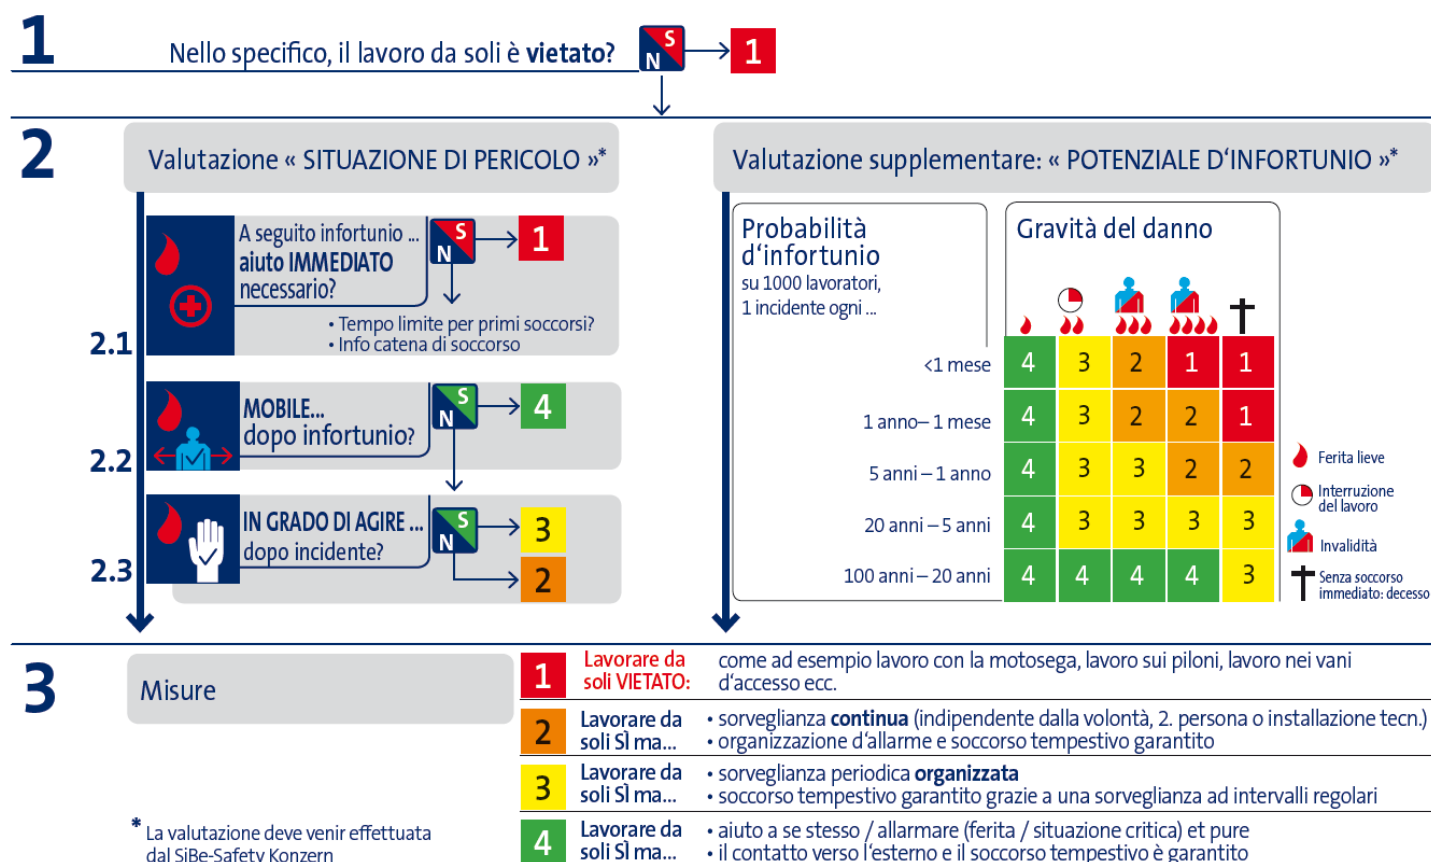 1
Nello specifico, il lavoro da soli è vietato?
S
N
1
2
Valutazione « SITUAZIONE DI PERICOLO »*
A seguito infortunio ...
aiuto IMMEDIATO
necessario?
S
N
1
• Tempo limite per primi soccorsi?
• Info catena di soccorso
2.1
MOBILE...
dopo infortunio?
S
N
4
2.2
IN GRADO DI AGIRE ...
dopo incidente?
S
N
3
2
2.3
Valutazione supplementare: « POTENZIALE D‘INFORTUNIO »*
Probabilità
d‘infortunio
su 1000 lavoratori,
1 incidente ogni ...
Gravità del danno
<1 mese 4 3 2 1 1
1 anno– 1 mese 4 3 2 2 1
5 anni – 1 anno 4 3 3 2 2
20 anni – 5 anni 4 3 3 3 3
100 anni – 20 anni 4 4 4 4 3
Ferita lieve
Interruzione
del lavoro
Invalidità
Senza soccorso
immediato: decesso
3
Misure
1 Lavorare da
soli VIETATO:
come ad esempio lavoro con la motosega, lavoro sui piloni, lavoro nei vani
d‘accesso ecc.
2 Lavorare da
soli SÌ ma...
• sorveglianza continua (indipendente dalla volontà, 2. persona o installazione tecn.)
• organizzazione d‘allarme e soccorso tempestivo garantito
3 Lavorare da
soli SÌ ma...
• sorveglianza periodica organizzata
• soccorso tempestivo garantito grazie a una sorveglianza ad intervalli regolari
4 Lavorare da
soli SÌ ma...
• aiuto a se stesso / allarmare (ferita / situazione critica) et pure
• il contatto verso l‘esterno e il soccorso tempestivo è garantito
* La valutazione deve venir effettuata
dal SiBe-Safety Konzern